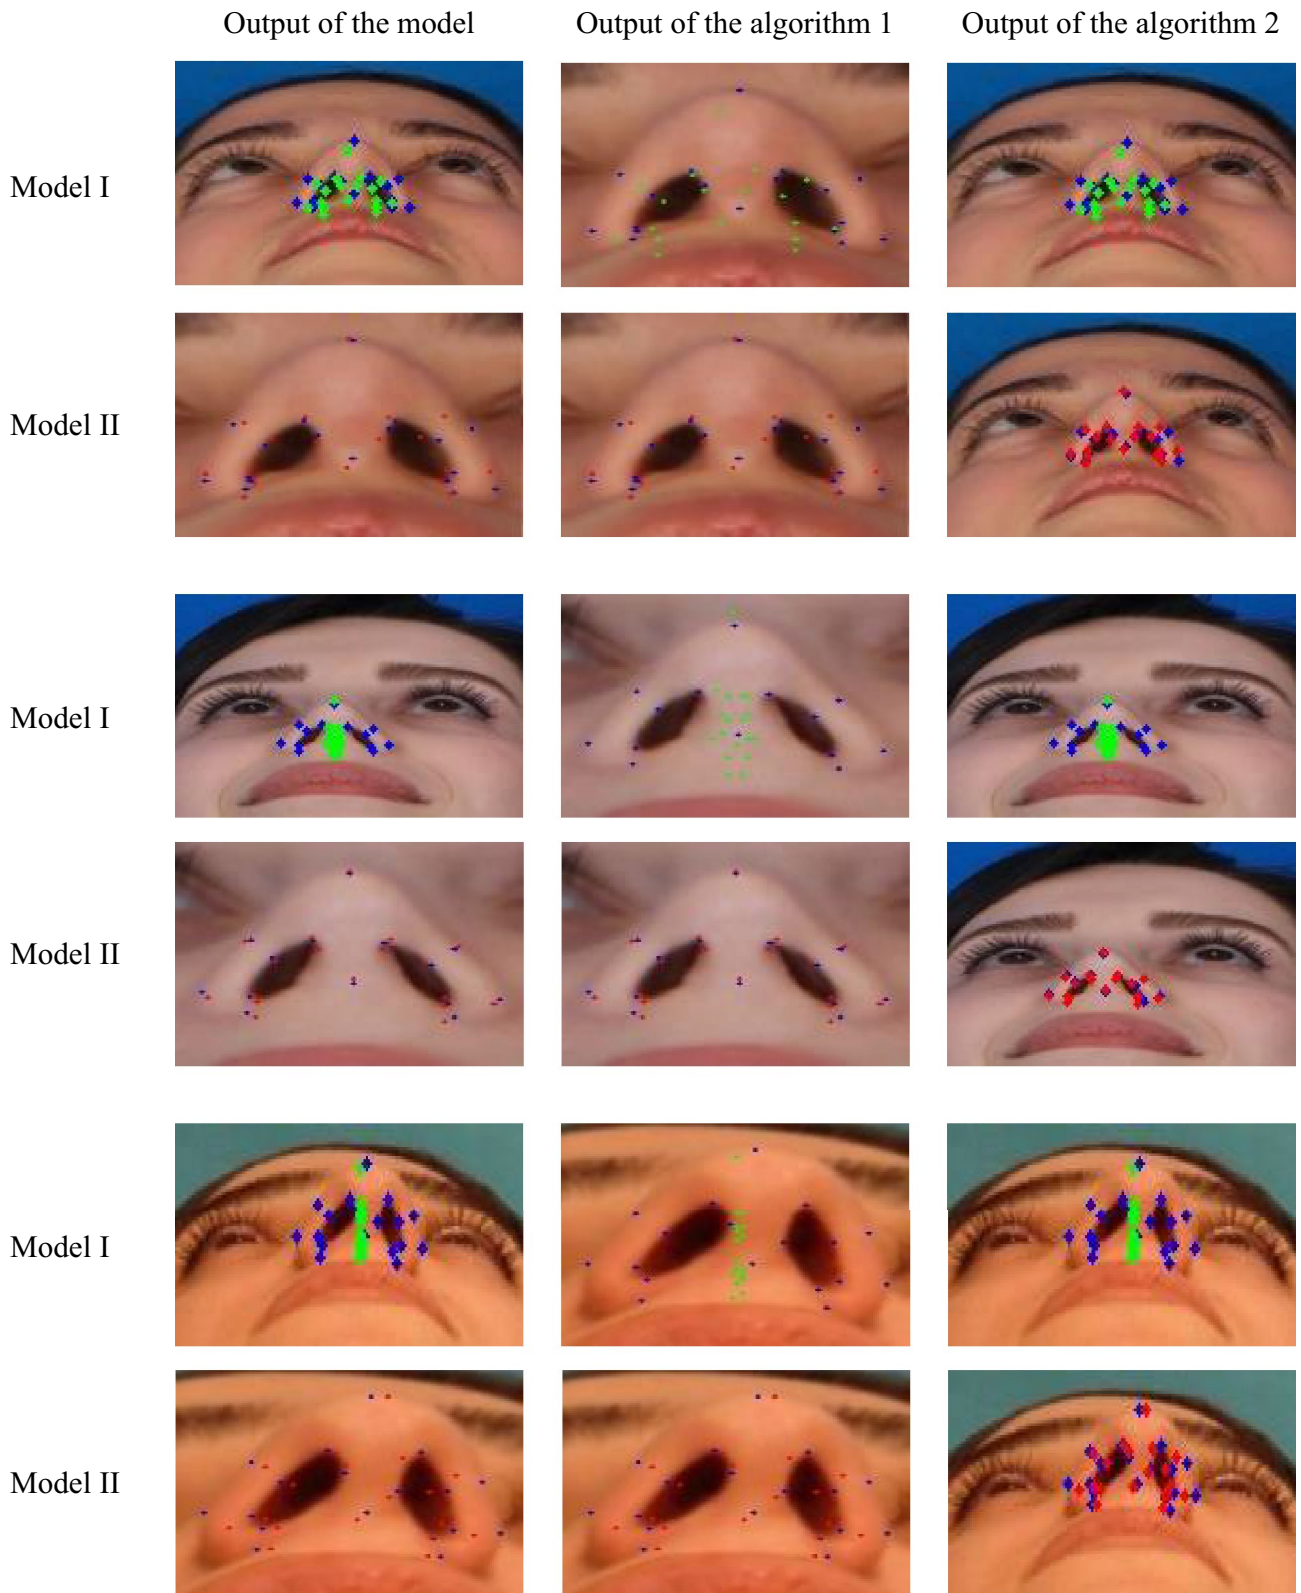 Output of the model Output of the algorithm 1 Output of the algorithm 2
Model I
Model II
Model I
Model II
Model I
Model II